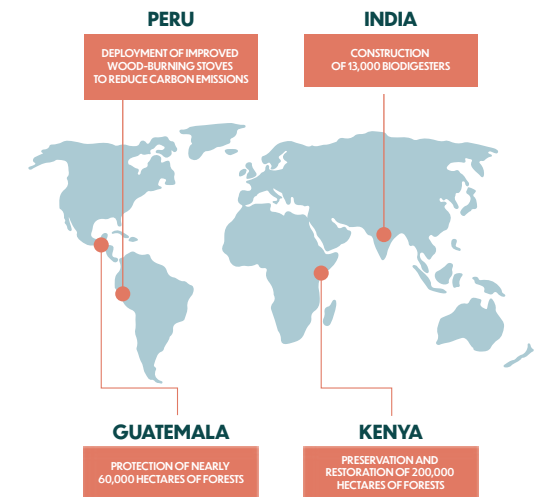 PERU
DEPLOYMENT OF IMPROVED
WOOD-BURNING STOVES
TO REDUCE CARBON EMISSIONS
INDIA
CONSTRUCTION
OF 13,000 BIODIGESTERS
GUATEMALA
PROTECTION OF NEARLY
60,000 HECTARES OF FORESTS
KENYA
PRESERVATION AND
RESTORATION OF 200,000
HECTARES OF FORESTS